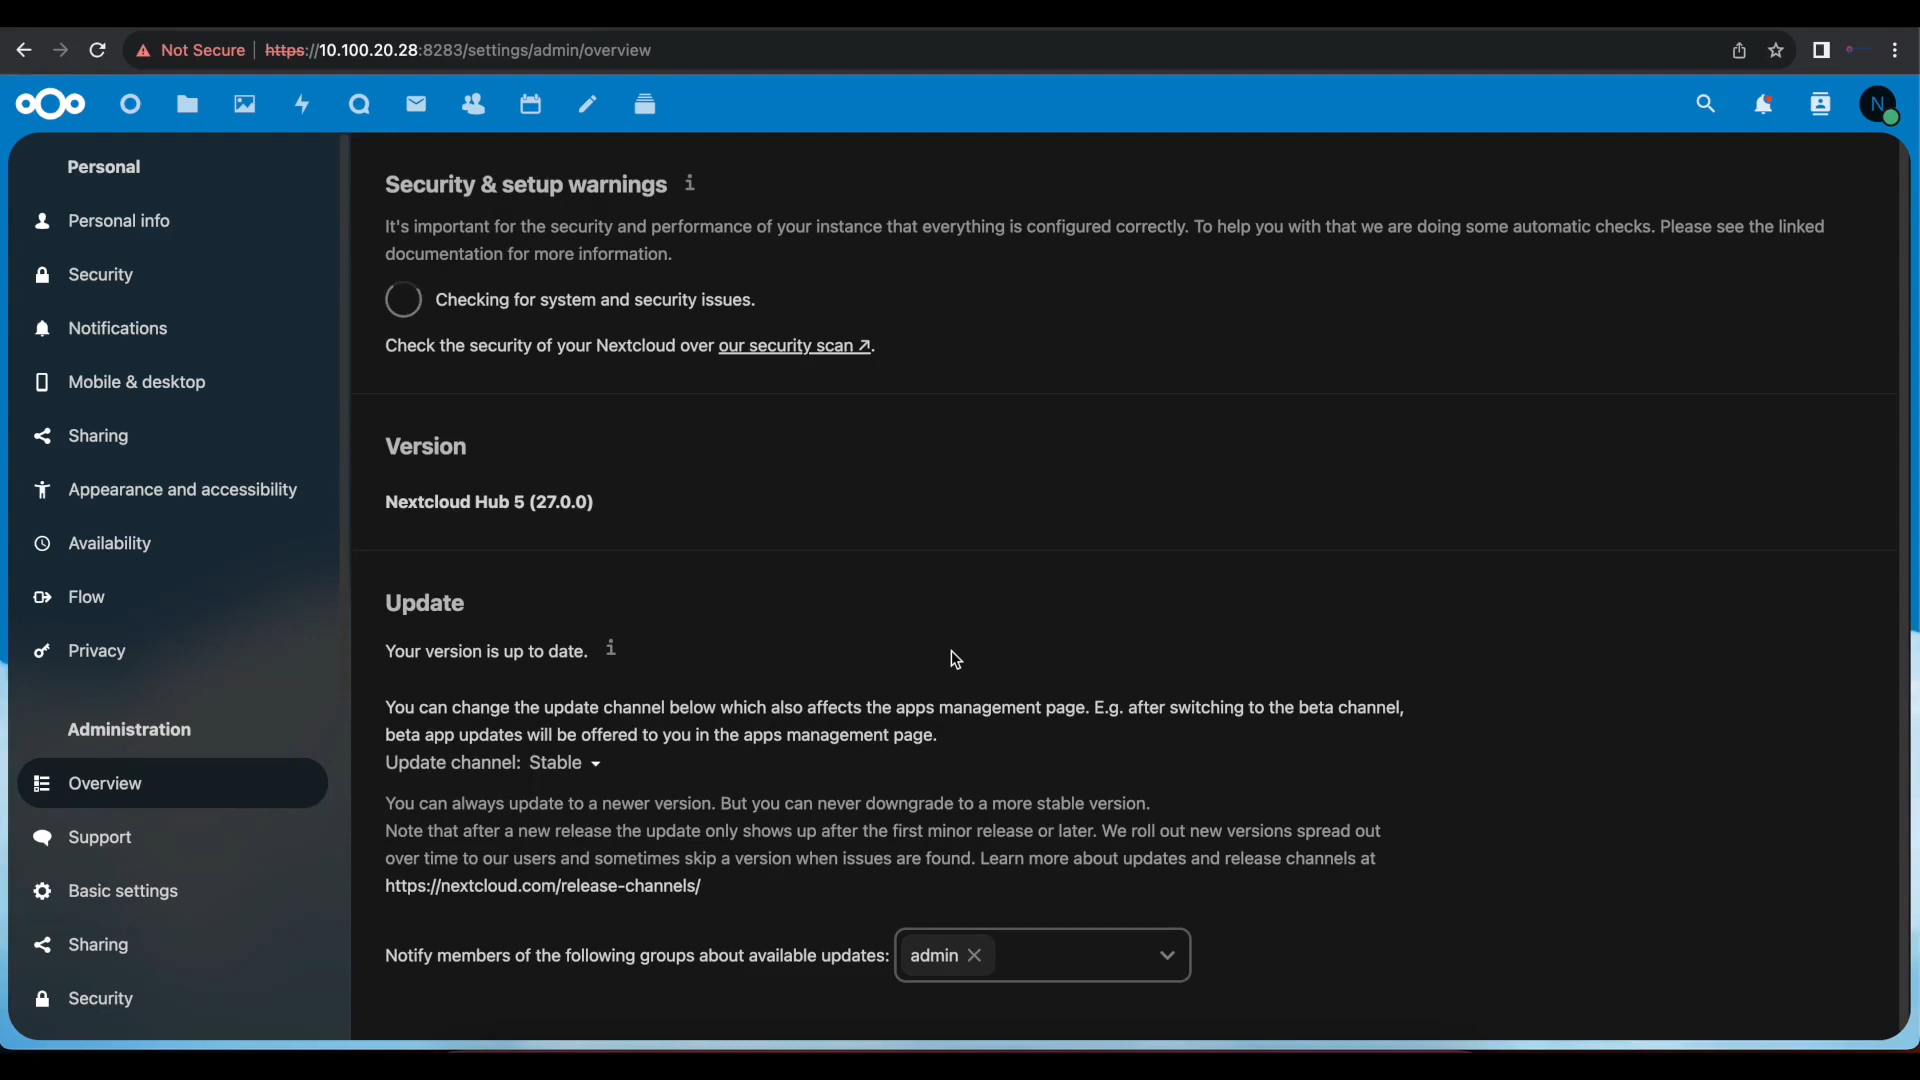 Not Secure https://10.100.20.28:8283/settings/admin/overview
N
Personal
Personal info
Security
Notifications
Mobile & desktop
Sharing
Appearance and accessibility
Availability
Flow
Privacy
Administration
Overview
Support
Basic settings
Sharing
Security
Security & setup warnings i
It's important for the security and performance of your instance that everything is configured correctly. To help you with that we are doing some automatic checks. Please see the linked
documentation for more information.
Checking for system and security issues.
Check the security of your Nextcloud over our security scan ↗.
Version
Nextcloud Hub 5 (27.0.0)
Update
Your version is up to date. i
You can change the update channel below which also affects the apps management page. E.g. after switching to the beta channel,
beta app updates will be offered to you in the apps management page.
Update channel: Stable
You can always update to a newer version. But you can never downgrade to a more stable version.
Note that after a new release the update only shows up after the first minor release or later. We roll out new versions spread out
over time to our users and sometimes skip a version when issues are found. Learn more about updates and release channels at
https://nextcloud.com/release-channels/
Notify members of the following groups about available updates: admin